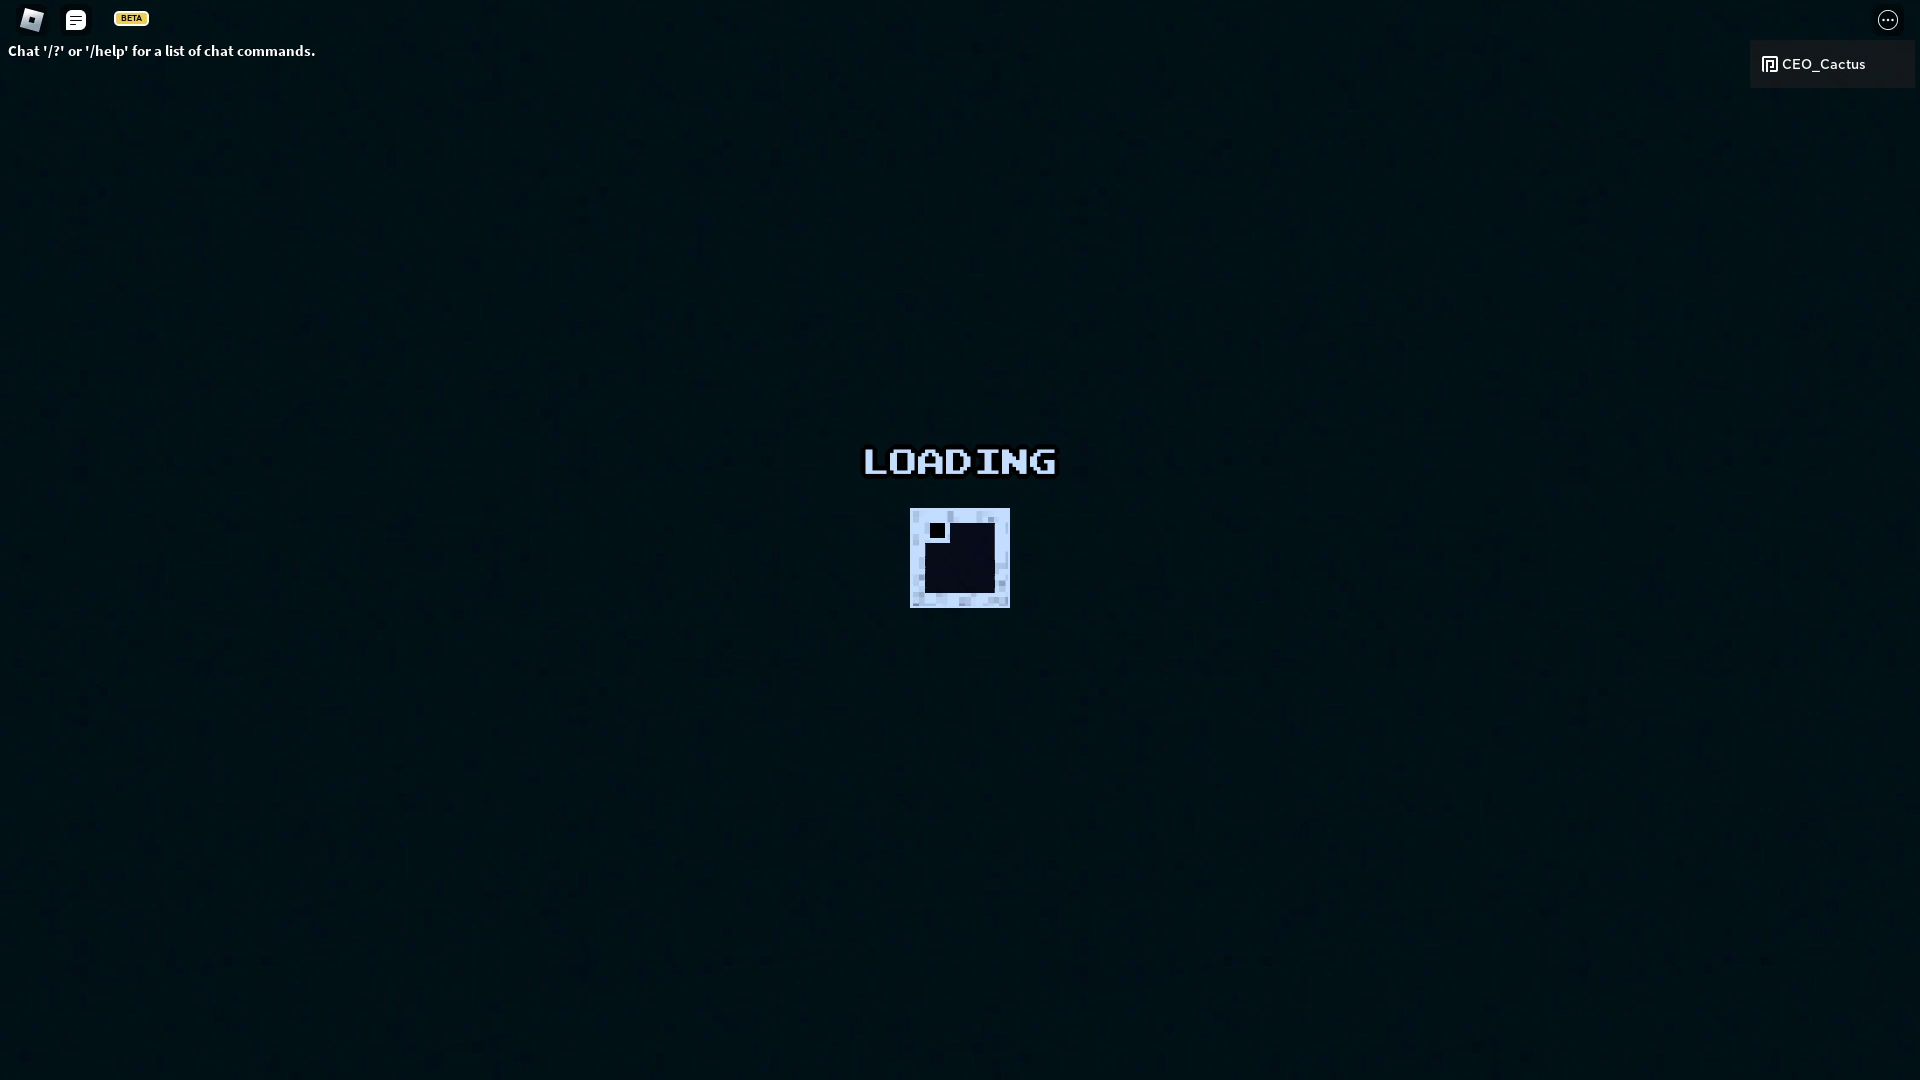 BETA
Chat '/?' or '/help' for a list of chat commands.
CEO_Cactus
LOADING